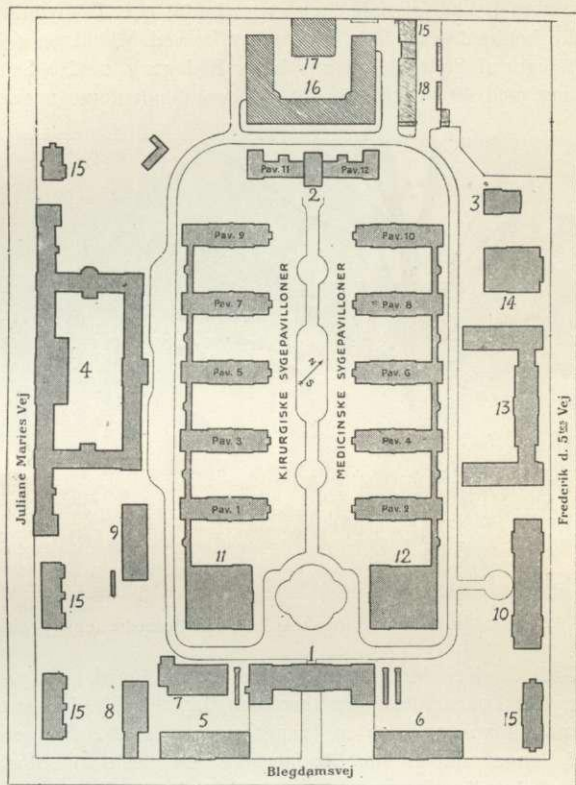 15
17
16
18
15
Pav. 11
Pav. 12
2
3
Pav. 9
Pav. 10
14
Pav. 7
Pav. 8
KIRURGISKE SYGEPAVILLONER
N
S
MEDICINSKE SYGEPAVILLONER
4
Pav. 5
Pav. 6
13
Juliane Maries Vej
Frederik d. 5tes Vej
Pav. 3
Pav. 4
Pav. 1
Pav. 2
9
11
12
15
10
1
7
15
8
5
6
15
Blegdamsvej